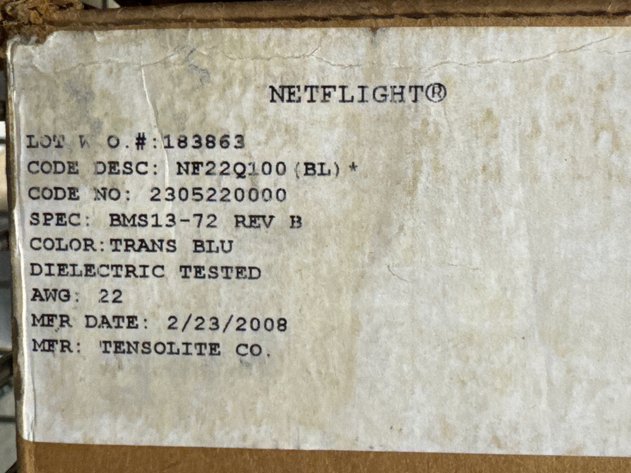 NETFLIGHT®
LOT W O.#:183863
CODE DESC: NF22Q100(BL)*
CODE NO: 2305220000
SPEC: BMS13-72 REV B
COLOR:TRANS BLU
DIELECTRIC TESTED
AWG: 22
MFR DATE: 2/23/2008
MFR: TENSOLITE CO.